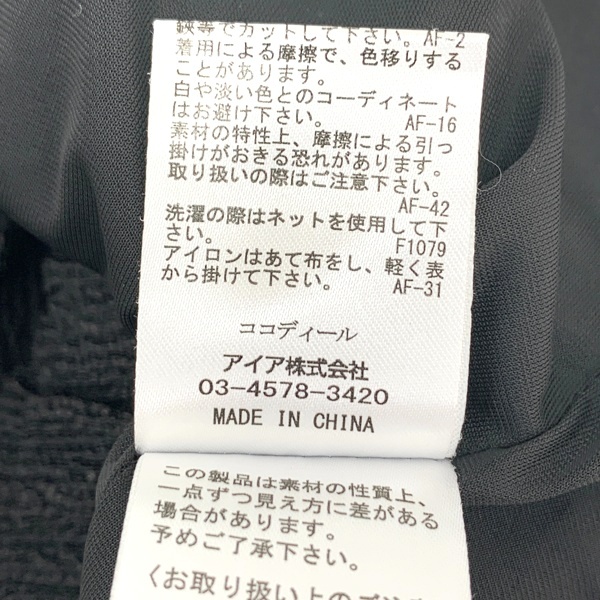 鋏等でカットして下さい。AF-2
着用による摩擦で、色移りする
ことがあります。
白や淡い色とのコーディネート
はお避け下さい。 AF-16
素材の特性上、摩擦による引っ
掛けがおきる恐れがあります。
取り扱いの際はご注意下さい。
AF-42
洗濯の際はネットを使用して下
さい。 F1079
アイロンはあて布をし、軽く表
から掛けて下さい。 AF-31
ココディール
アイア株式会社
03-4578-3420
MADE IN CHINA
この製品は素材の性質上、
一点ずつ見え方に差がある
場合があります。
予めご了承下さい。
〈お取り扱い上のご